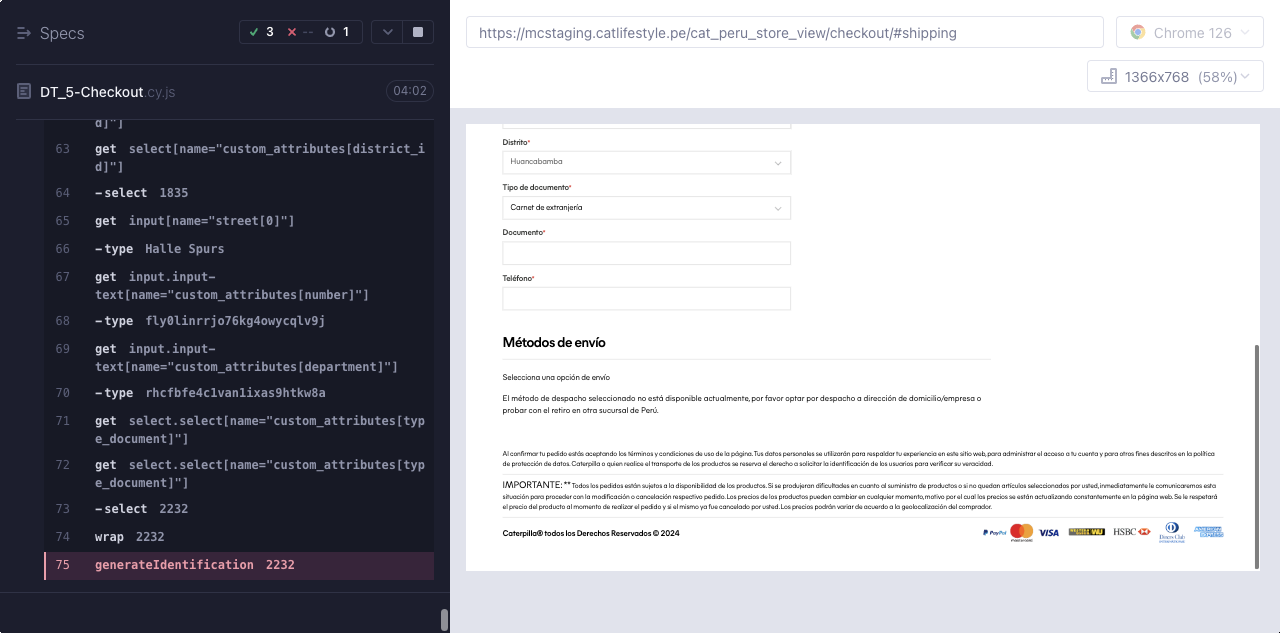 Specs
3
--
1
DT_5-Checkout.cy.js
04:02
d]"]
63 get select[name="custom_attributes[district_i
d]"]
64 -select 1835
65 get input[name="street[0]"]
66 -type Halle Spurs
67 get input.input-
text[name="custom_attributes[number]"]
68 -type fly0linrrjo76kg4owycqlv9j
69 get input.input-
text[name="custom_attributes[department]"]
70 -type rhcfbfe4c1van1ixas9htkw8a
71 get select.select[name="custom_attributes[typ
e_document]"]
72 get select.select[name="custom_attributes[typ
e_document]"]
73 -select 2232
74 wrap 2232
75 generateIdentification 2232
https://mcstaging.catlifestyle.pe/cat_peru_store_view/checkout/#shipping
Chrome 126
1366x768 (58%)
Distrito*
Huancabamba
Tipo de documento*
Carnet de extranjería
Documento*
Teléfono*
Métodos de envío
Selecciona una opción de envío
El método de despacho seleccionado no está disponible actualmente, por favor optar por despacho a dirección de domicilio/empresa o
probar con el retiro en otra sucursal de Perú.
Al confirmar tu pedido estás aceptando los términos y condiciones de uso de la página. Tus datos personales se utilizarán para respaldar tu experiencia en este sitio web, para administrar el acceso a tu cuenta y para otros fines descritos en la política
de protección de datos. Caterpilla o quien realice el transporte de los productos se reserva el derecho a solicitar la identificación de los usuarios para verificar su veracidad.
IMPORTANTE: ** Todos los pedidos están sujetos a la disponibilidad de los productos. Si se produjeran dificultades en cuanto al suministro de productos o si no quedan artículos seleccionados por usted, inmediatamente le comunicaremos esta
situación para proceder con la modificación o cancelación respectivo pedido. Los precios de los productos pueden cambiar en cualquier momento, motivo por el cual los precios se están actualizando constantemente en la página web. Se le respetará
el precio del producto al momento de realizar el pedido y si el mismo ya fue cancelado por usted. Los precios podrán variar de acuerdo a la geolocalización del comprador.
Caterpilla® todos los Derechos Reservados © 2024
PayPal
mastercard
VISA
WU
HSBC
Diners Club
INTERNATIONAL
AMERICAN
EXPRESS